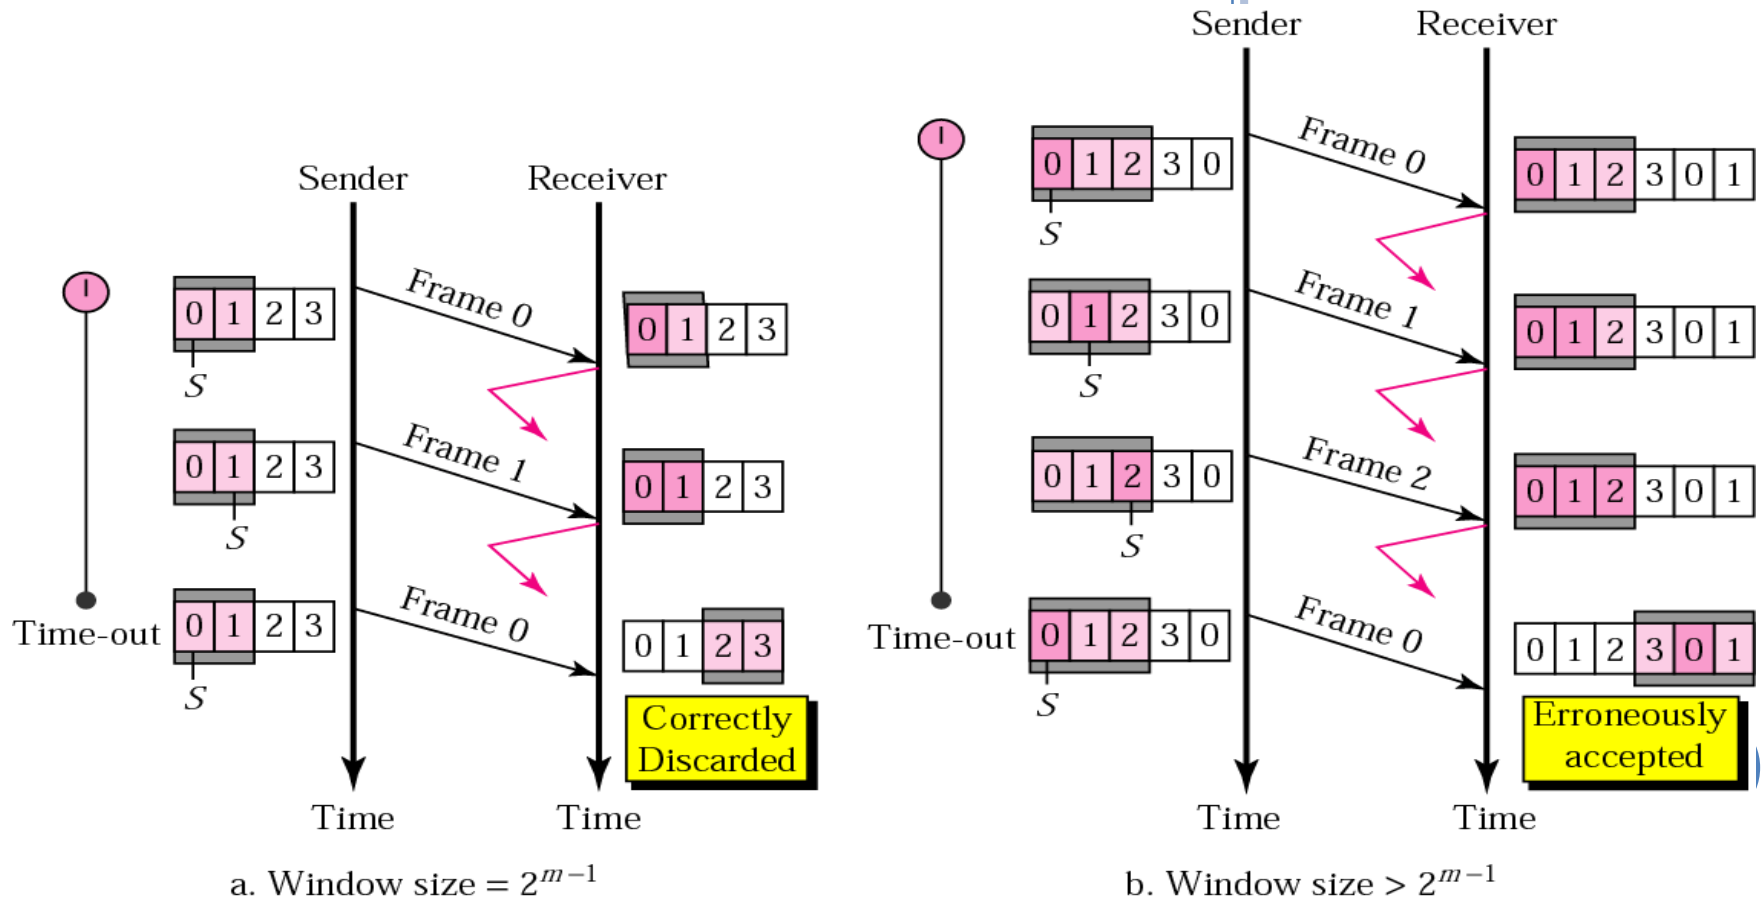 Sender Receiver
0 1 2 3
S
Frame 0
0 1 2 3
0 1 2 3
S
Frame 1
0 1 2 3
Time-out
0 1 2 3
S
Frame 0
0 1 2 3
Correctly
Discarded
Time Time
a. Window size = 2^{m-1}
Sender Receiver
0 1 2 3 0
S
Frame 0
0 1 2 3 0 1
0 1 2 3 0
S
Frame 1
0 1 2 3 0 1
0 1 2 3 0
S
Frame 2
0 1 2 3 0 1
Time-out
0 1 2 3 0
S
Frame 0
0 1 2 3 0 1
Erroneously
accepted
Time Time
b. Window size > 2^{m-1}